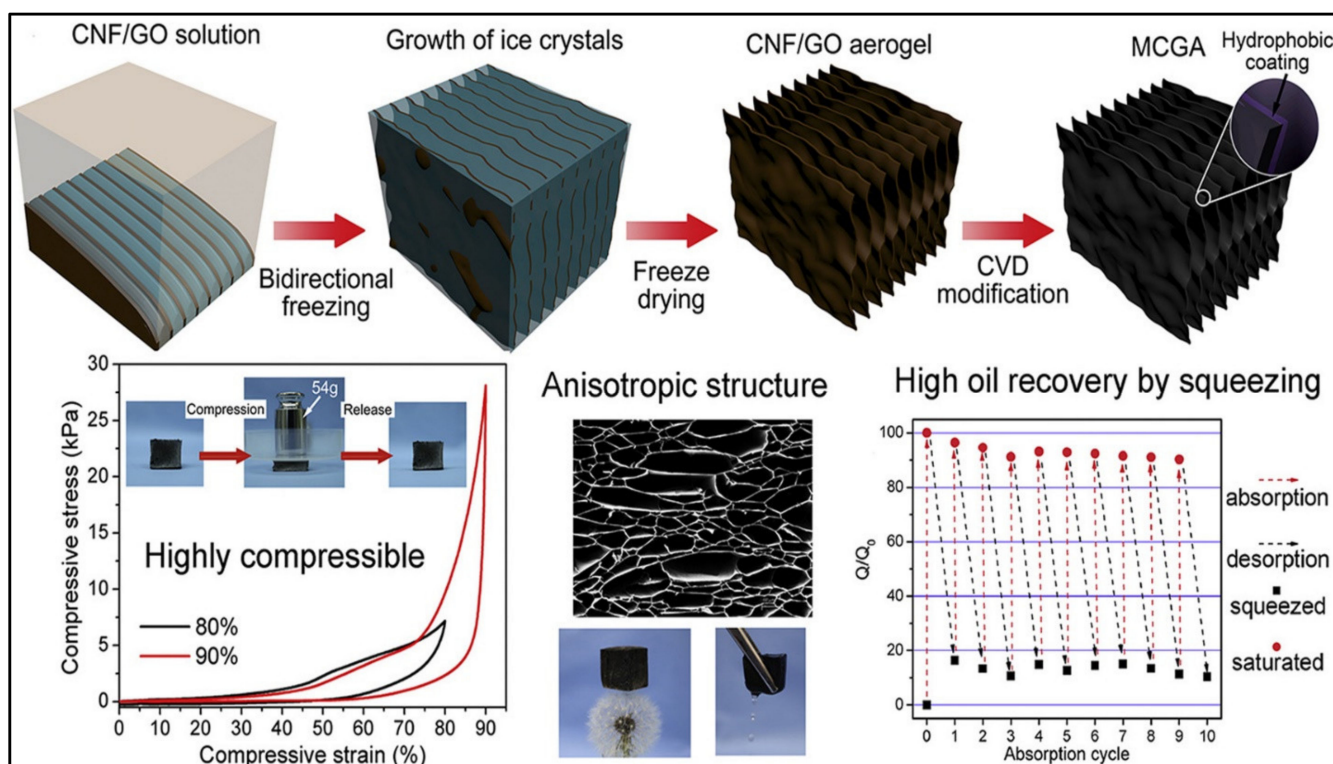 CNF/GO solution
Growth of ice crystals
CNF/GO aerogel
MCGA
Hydrophobic
coating
Bidirectional
freezing
Freeze
drying
CVD
modification
30
25
20
15
10
5
0
Compressive stress (kPa)
Compression
54g
Release
Highly compressible
80%
90%
0 10 20 30 40 50 60 70 80 90 100
Compressive strain (%)
Anisotropic structure
High oil recovery by squeezing
100
80
60
40
20
0
Q/Q₀
0 1 2 3 4 5 6 7 8 9 10
Absorption cycle
absorption
desorption
squeezed
saturated